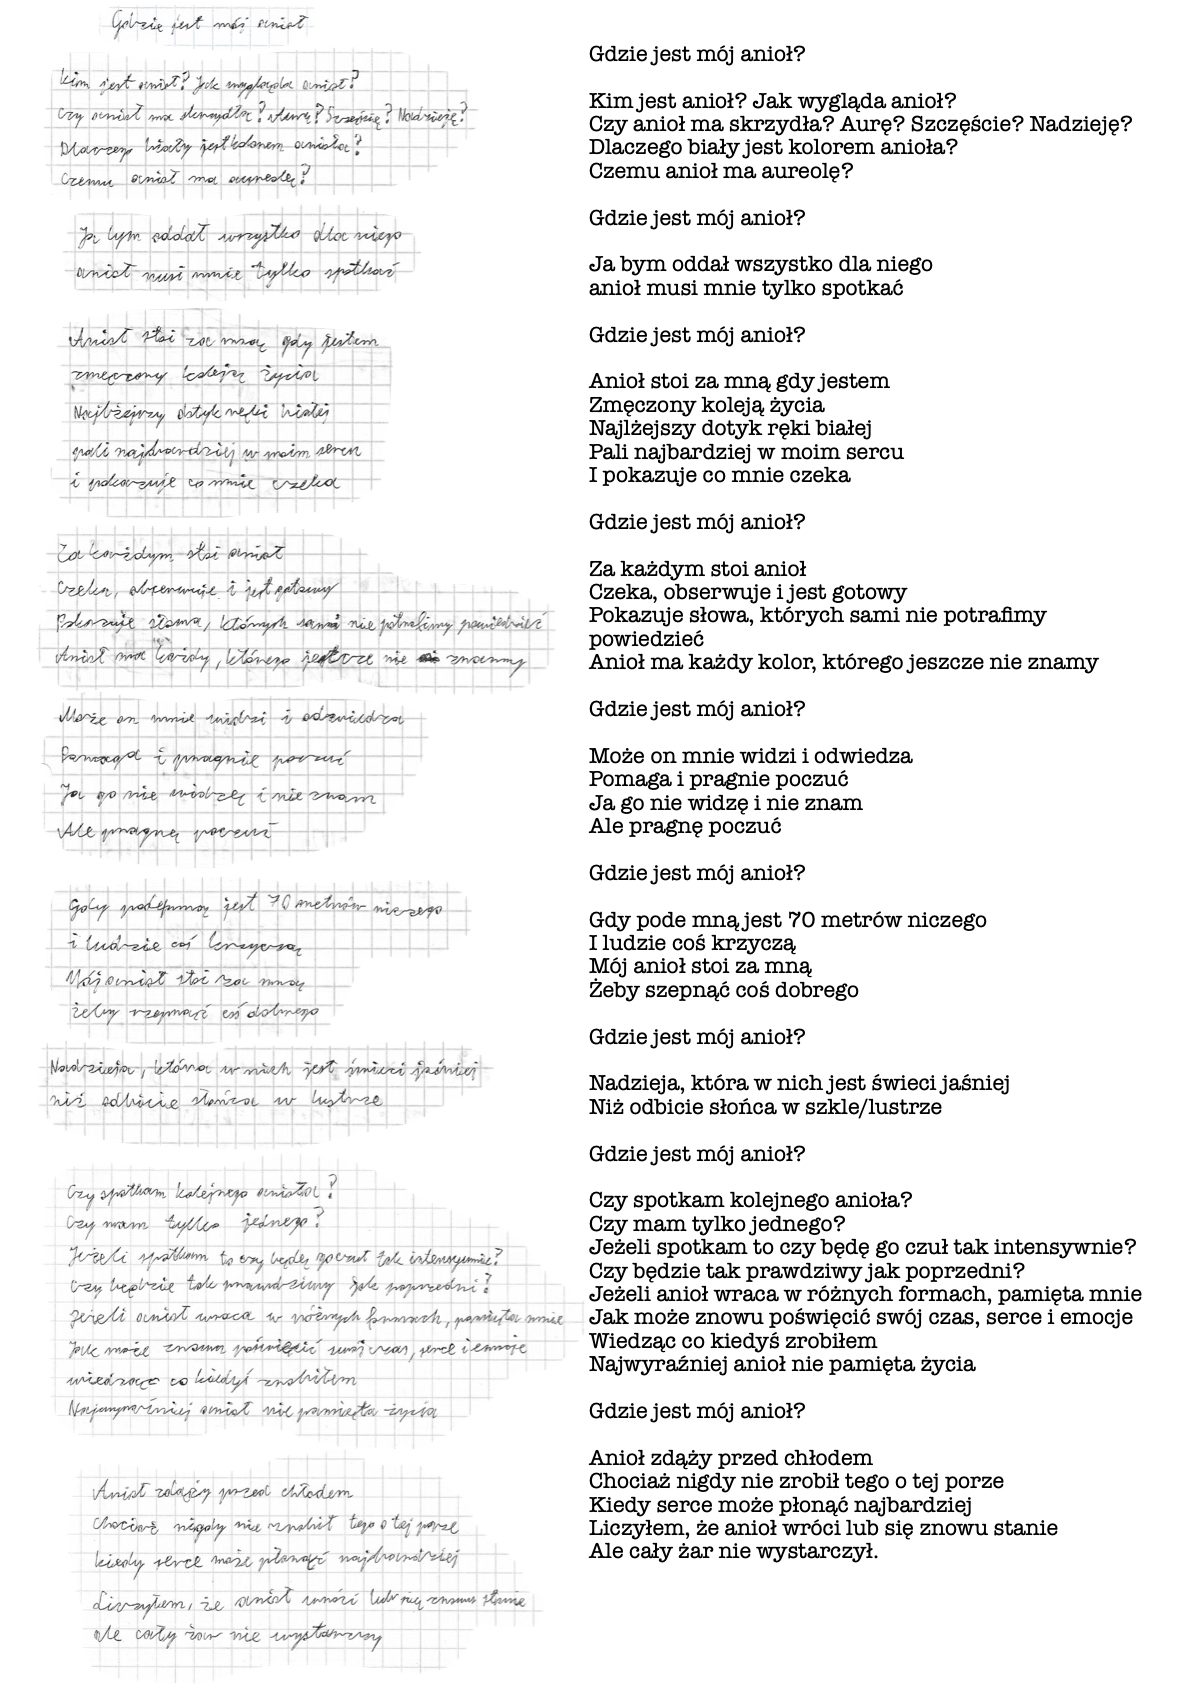 Gdzie jest mój anioł
Kim jest anioł? Jak wygląda anioł?
Czy anioł ma skrzydła? Aurę? Szczęście? Nadzieję?
Dlaczego biały jest kolorem anioła?
Czemu anioł ma aureolę?
Ja bym oddał wszystko dla niego
anioł musi mnie tylko spotkać
Anioł stoi za mną gdy jestem
zmęczony koleją życia
Najlżejszy dotyk ręki białej
pali najbardziej w moim sercu
i pokazuje co mnie czeka
Za każdym stoi anioł
Czeka, obserwuje i jest gotowy
Pokazuje słowa, których sami nie potrafimy powiedzieć
Anioł ma każdy, którego jeszcze nie znamy
Może on mnie widzi i odwiedza
Pomaga i pragnie poczuć
Ja go nie widzę i nie znam
Ale pragnę poczuć
Gdy pode mną jest 70 metrów niczego
i ludzie coś krzyczą
Mój anioł stoi za mną
żeby szepnąć coś dobrego
Nadzieja, która w nich jest świeci jaśniej
niż odbicie słońca w lustrze
Czy spotkam kolejnego anioła?
Czy mam tylko jednego?
Jeżeli spotkam to czy będę go czuł tak intensywnie?
Czy będzie tak prawdziwy jak poprzedni?
Jeżeli anioł wraca w różnych formach, pamięta mnie
Jak może znowu poświęcić swój czas, serce i emocje
wiedząc co kiedyś zrobiłem
Najwyraźniej anioł nie pamięta życia
Anioł zdąży przed chłodem
Chociaż nigdy nie zrobił tego o tej porze
kiedy serce może płonąć najbardziej
Liczyłem, że anioł wróci lub się znowu stanie
ale cały żar nie wystarczy
Gdzie jest mój anioł?
Kim jest anioł? Jak wygląda anioł?
Czy anioł ma skrzydła? Aurę? Szczęście? Nadzieję?
Dlaczego biały jest kolorem anioła?
Czemu anioł ma aureolę?
Gdzie jest mój anioł?
Ja bym oddał wszystko dla niego
anioł musi mnie tylko spotkać
Gdzie jest mój anioł?
Anioł stoi za mną gdy jestem
Zmęczony koleją życia
Najlżejszy dotyk ręki białej
Pali najbardziej w moim sercu
I pokazuje co mnie czeka
Gdzie jest mój anioł?
Za każdym stoi anioł
Czeka, obserwuje i jest gotowy
Pokazuje słowa, których sami nie potrafimy
powiedzieć
Anioł ma każdy kolor, którego jeszcze nie znamy
Gdzie jest mój anioł?
Może on mnie widzi i odwiedza
Pomaga i pragnie poczuć
Ja go nie widzę i nie znam
Ale pragnę poczuć
Gdzie jest mój anioł?
Gdy pode mną jest 70 metrów niczego
I ludzie coś krzyczą
Mój anioł stoi za mną
Żeby szepnąć coś dobrego
Gdzie jest mój anioł?
Nadzieja, która w nich jest świeci jaśniej
Niż odbicie słońca w szkle/lustrze
Gdzie jest mój anioł?
Czy spotkam kolejnego anioła?
Czy mam tylko jednego?
Jeżeli spotkam to czy będę go czuł tak intensywnie?
Czy będzie tak prawdziwy jak poprzedni?
Jeżeli anioł wraca w różnych formach, pamięta mnie
Jak może znowu poświęcić swój czas, serce i emocje
Wiedząc co kiedyś zrobiłem
Najwyraźniej anioł nie pamięta życia
Gdzie jest mój anioł?
Anioł zdąży przed chłodem
Chociaż nigdy nie zrobił tego o tej porze
Kiedy serce może płonąć najbardziej
Liczyłem, że anioł wróci lub się znowu stanie
Ale cały żar nie wystarczył.